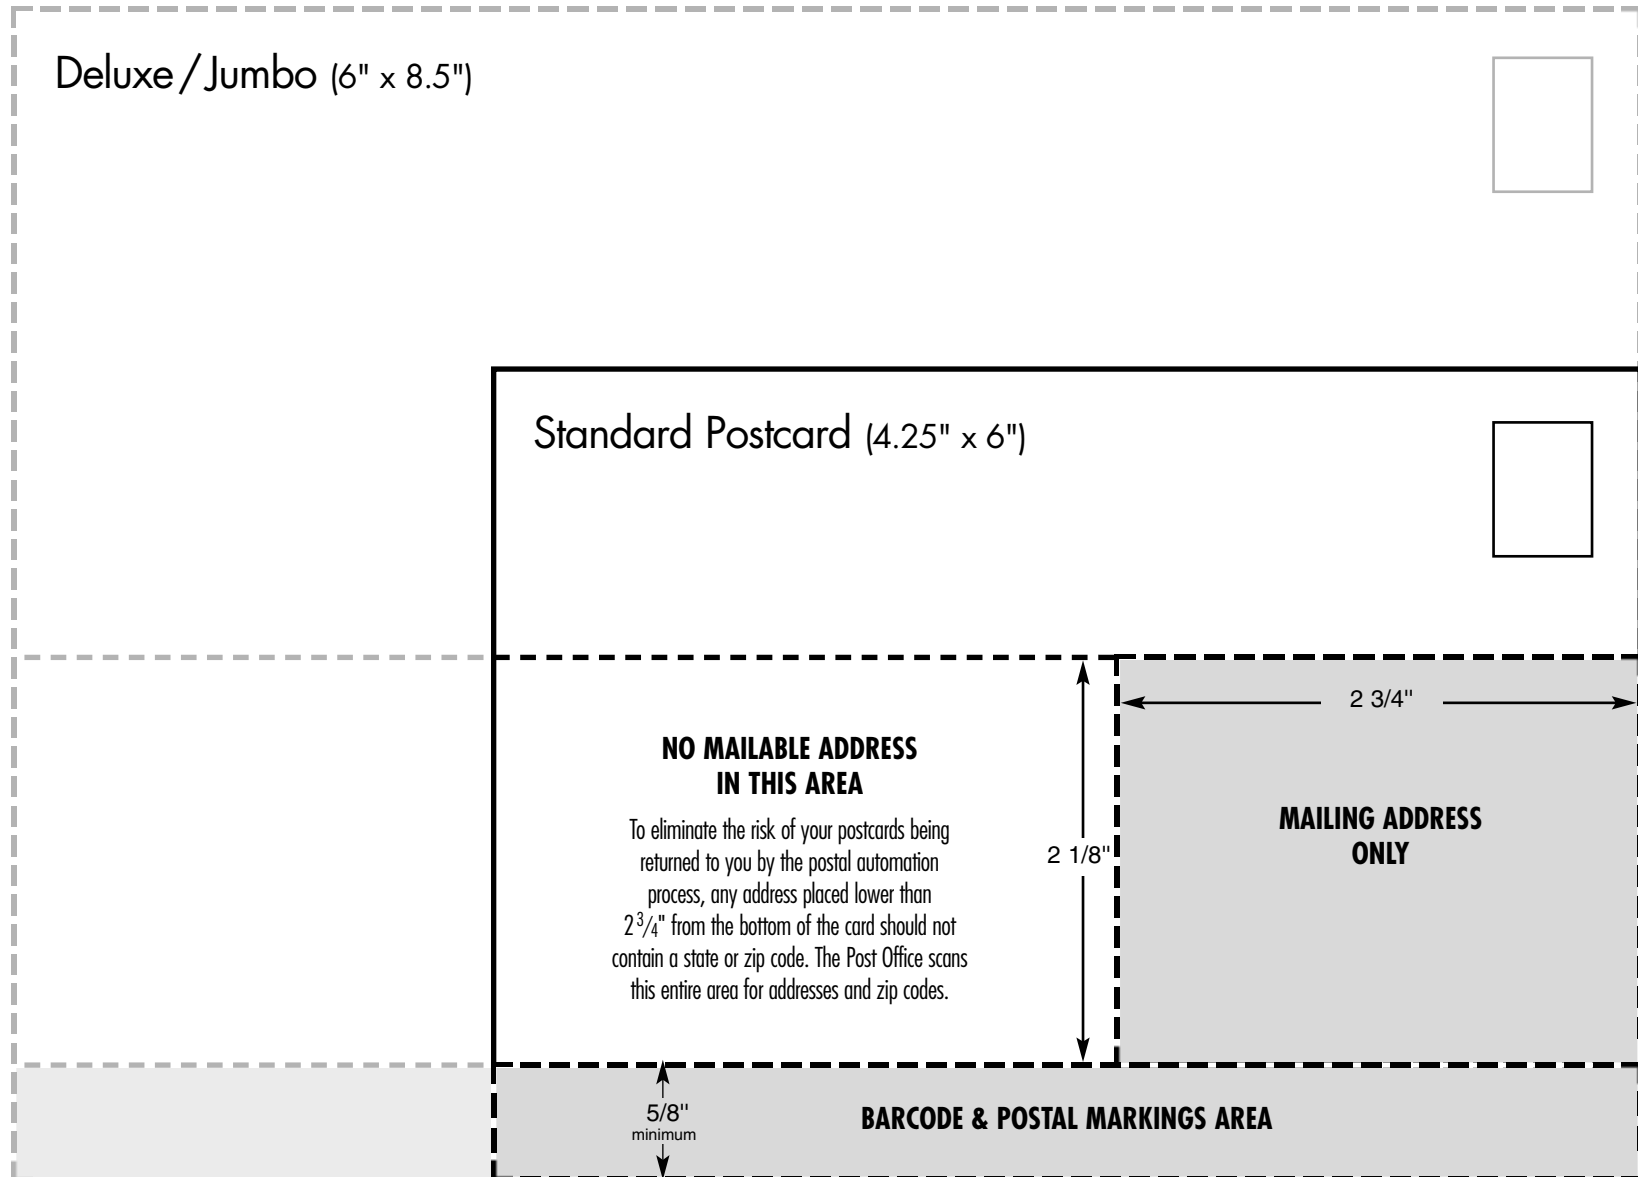 Deluxe/Jumbo (6" x 8.5")
Standard Postcard (4.25" x 6")
NO MAILABLE ADDRESS
IN THIS AREA
To eliminate the risk of your postcards being
returned to you by the postal automation
process, any address placed lower than
2 3/4" from the bottom of the card should not
contain a state or zip code. The Post Office scans
this entire area for addresses and zip codes.
2 1/8"
2 3/4"
MAILING ADDRESS
ONLY
5/8"
minimum
BARCODE & POSTAL MARKINGS AREA